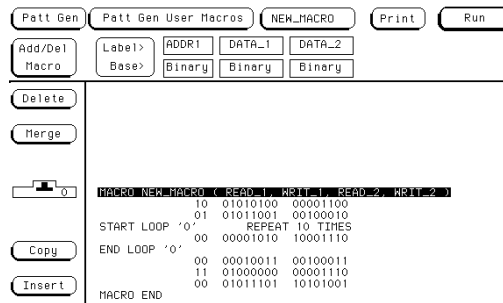 Patt Gen Patt Gen User Macros NEW_MACRO Print Run
Add/Del Macro Label> ADDR1 DATA_1 DATA_2
Base> Binary Binary Binary
Delete
Merge
0
MACRO NEW_MACRO ( READ_1, WRIT_1, READ_2, WRIT_2 )
10 01010100 00001100
01 01011001 00100010
START LOOP '0' REPEAT 10 TIMES
00 00001010 10001110
END LOOP '0'
00 00010011 00100011
11 01000000 00001110
00 01011101 10101001
MACRO END
Copy
Insert